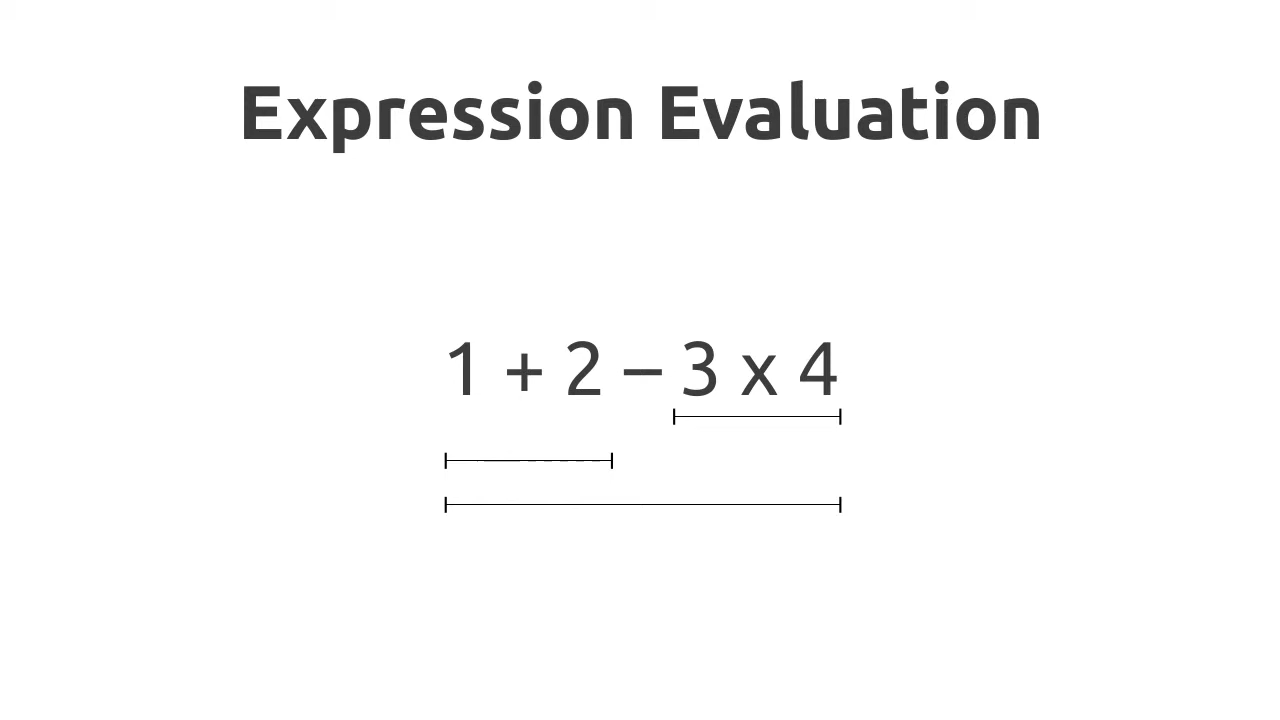 Expression Evaluation
1 + 2 – 3 x 4